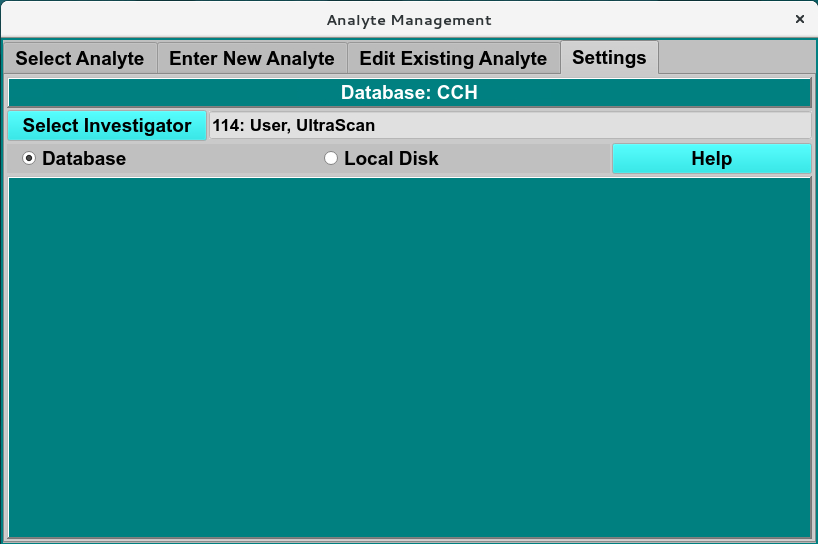 Analyte Management ×
Select Analyte Enter New Analyte Edit Existing Analyte Settings
Database: CCH
Select Investigator 114: User, UltraScan
Database Local Disk Help